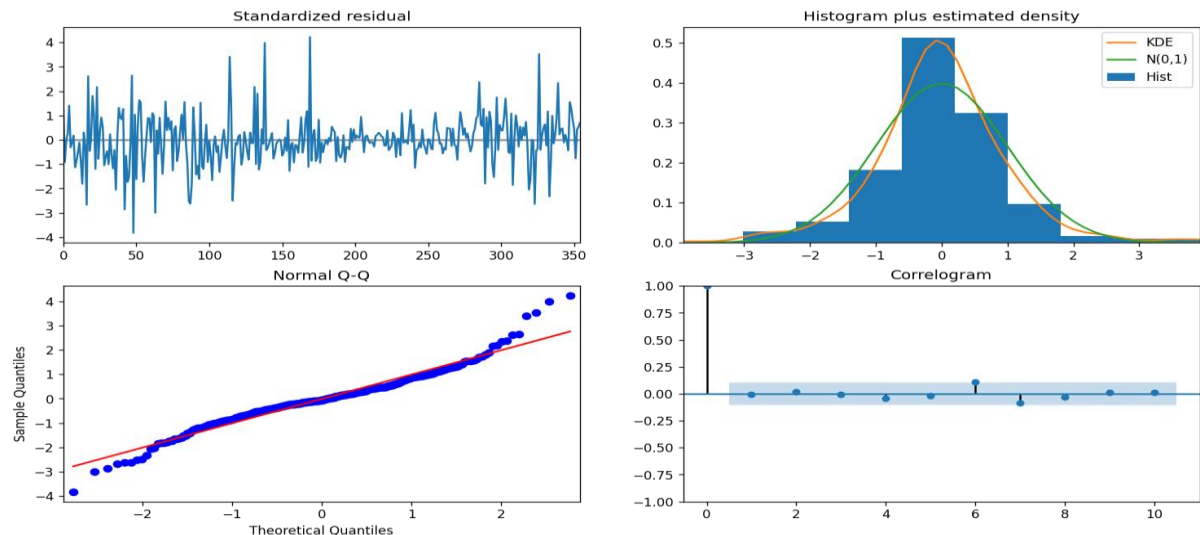 Standardized residual
4
3
2
1
0
−1
−2
−3
−4
0 50 100 150 200 250 300 350
Histogram plus estimated density
KDE
N(0,1)
Hist
0.5
0.4
0.3
0.2
0.1
0.0
−3 −2 −1 0 1 2 3
Normal Q-Q
Sample Quantiles
4
3
2
1
0
−1
−2
−3
−4
−2 −1 0 1 2
Theoretical Quantiles
Correlogram
1.00
0.75
0.50
0.25
0.00
−0.25
−0.50
−0.75
−1.00
0 2 4 6 8 10